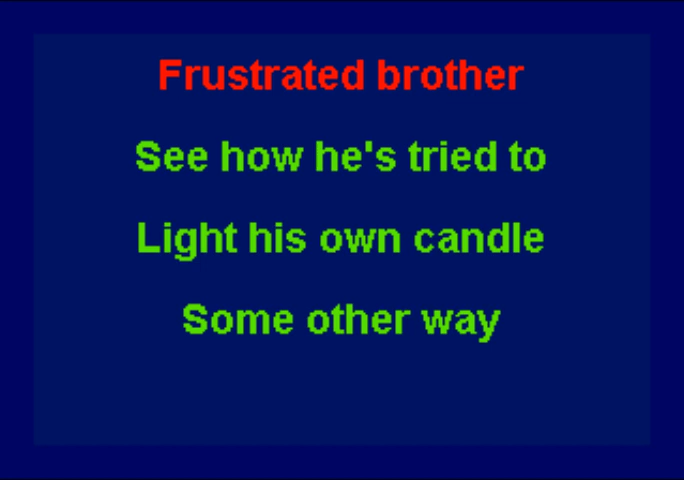 Frustrated brother
See how he's tried to
Light his own candle
Some other way